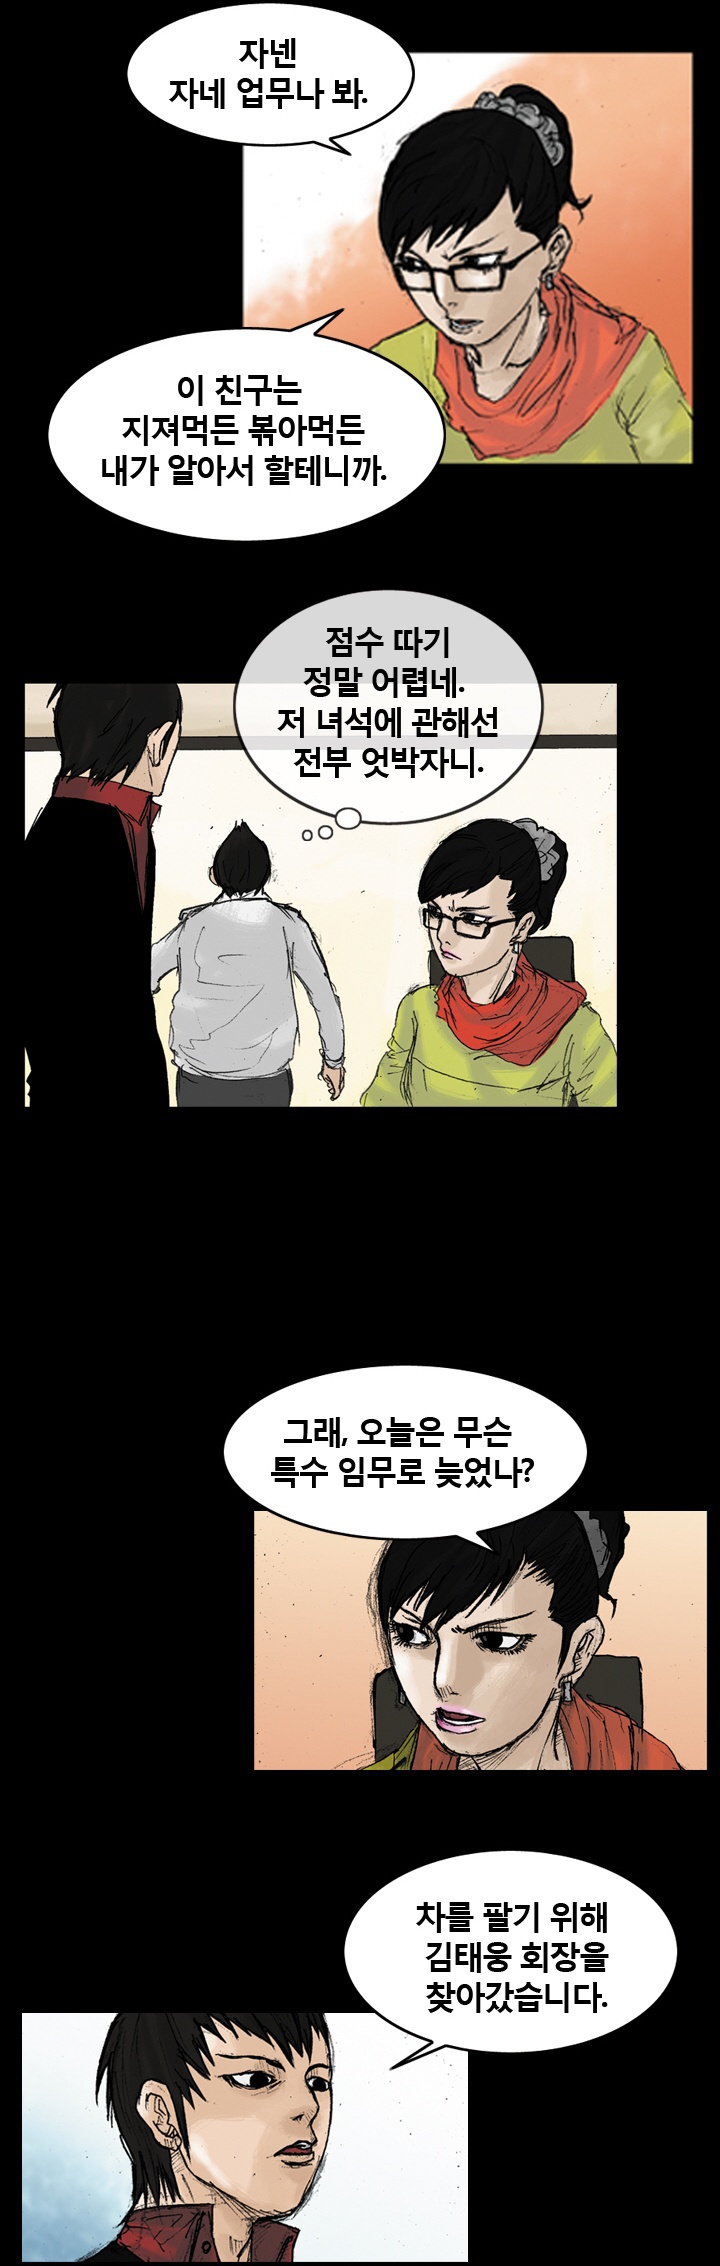 자넨
자네 업무나 봐.
이 친구는
지져먹든 볶아먹든
내가 알아서 할테니까.
점수 따기
정말 어렵네.
저 녀석에 관해선
전부 엇박자니.
그래, 오늘은 무슨
특수 임무로 늦었나?
차를 팔기 위해
김태웅 회장을
찾아갔습니다.